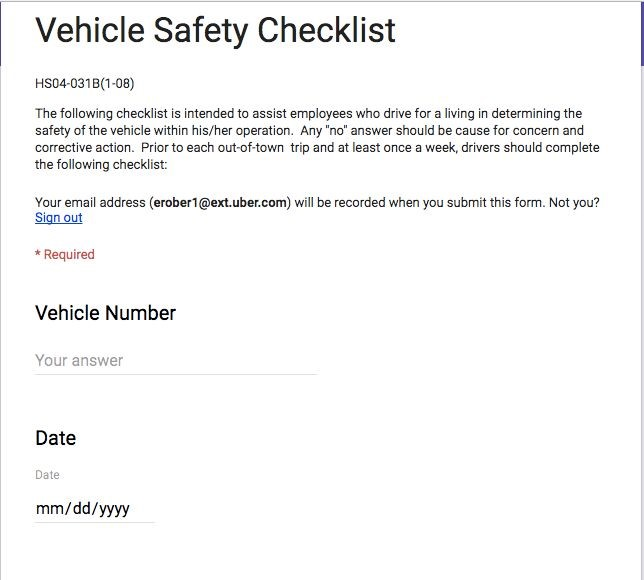 Vehicle Safety Checklist
HS04-031B(1-08)
The following checklist is intended to assist employees who drive for a living in determining the
safety of the vehicle within his/her operation.  Any "no" answer should be cause for concern and
corrective action.  Prior to each out-of-town  trip and at least once a week, drivers should complete
the following checklist:
Your email address (erober1@ext.uber.com) will be recorded when you submit this form. Not you?
Sign out
* Required
Vehicle Number
Your answer
Date
Date
mm/dd/yyyy